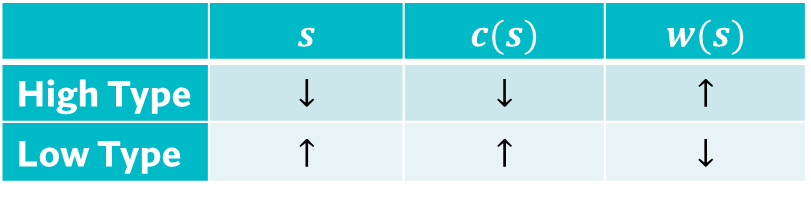 s c(s) w(s)
High Type ↓ ↓ ↑
Low Type ↑ ↑ ↓